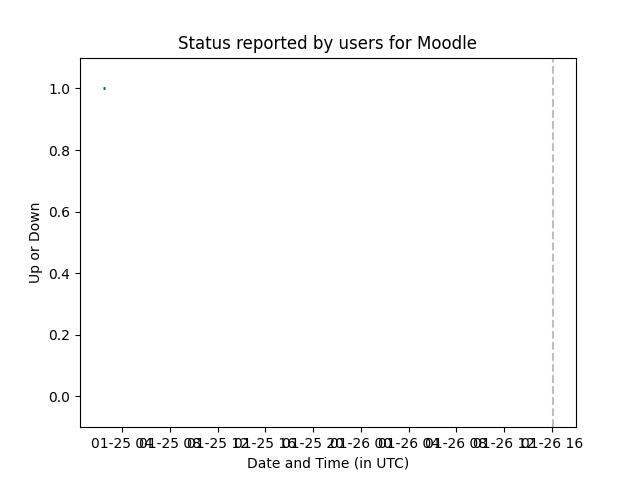 Status reported by users for Moodle
Up or Down
1.0
0.8
0.6
0.4
0.2
0.0
01-25 04 01-25 08 01-25 12 01-25 16 01-25 20 01-26 00 01-26 04 01-26 08 01-26 12 01-26 16
Date and Time (in UTC)